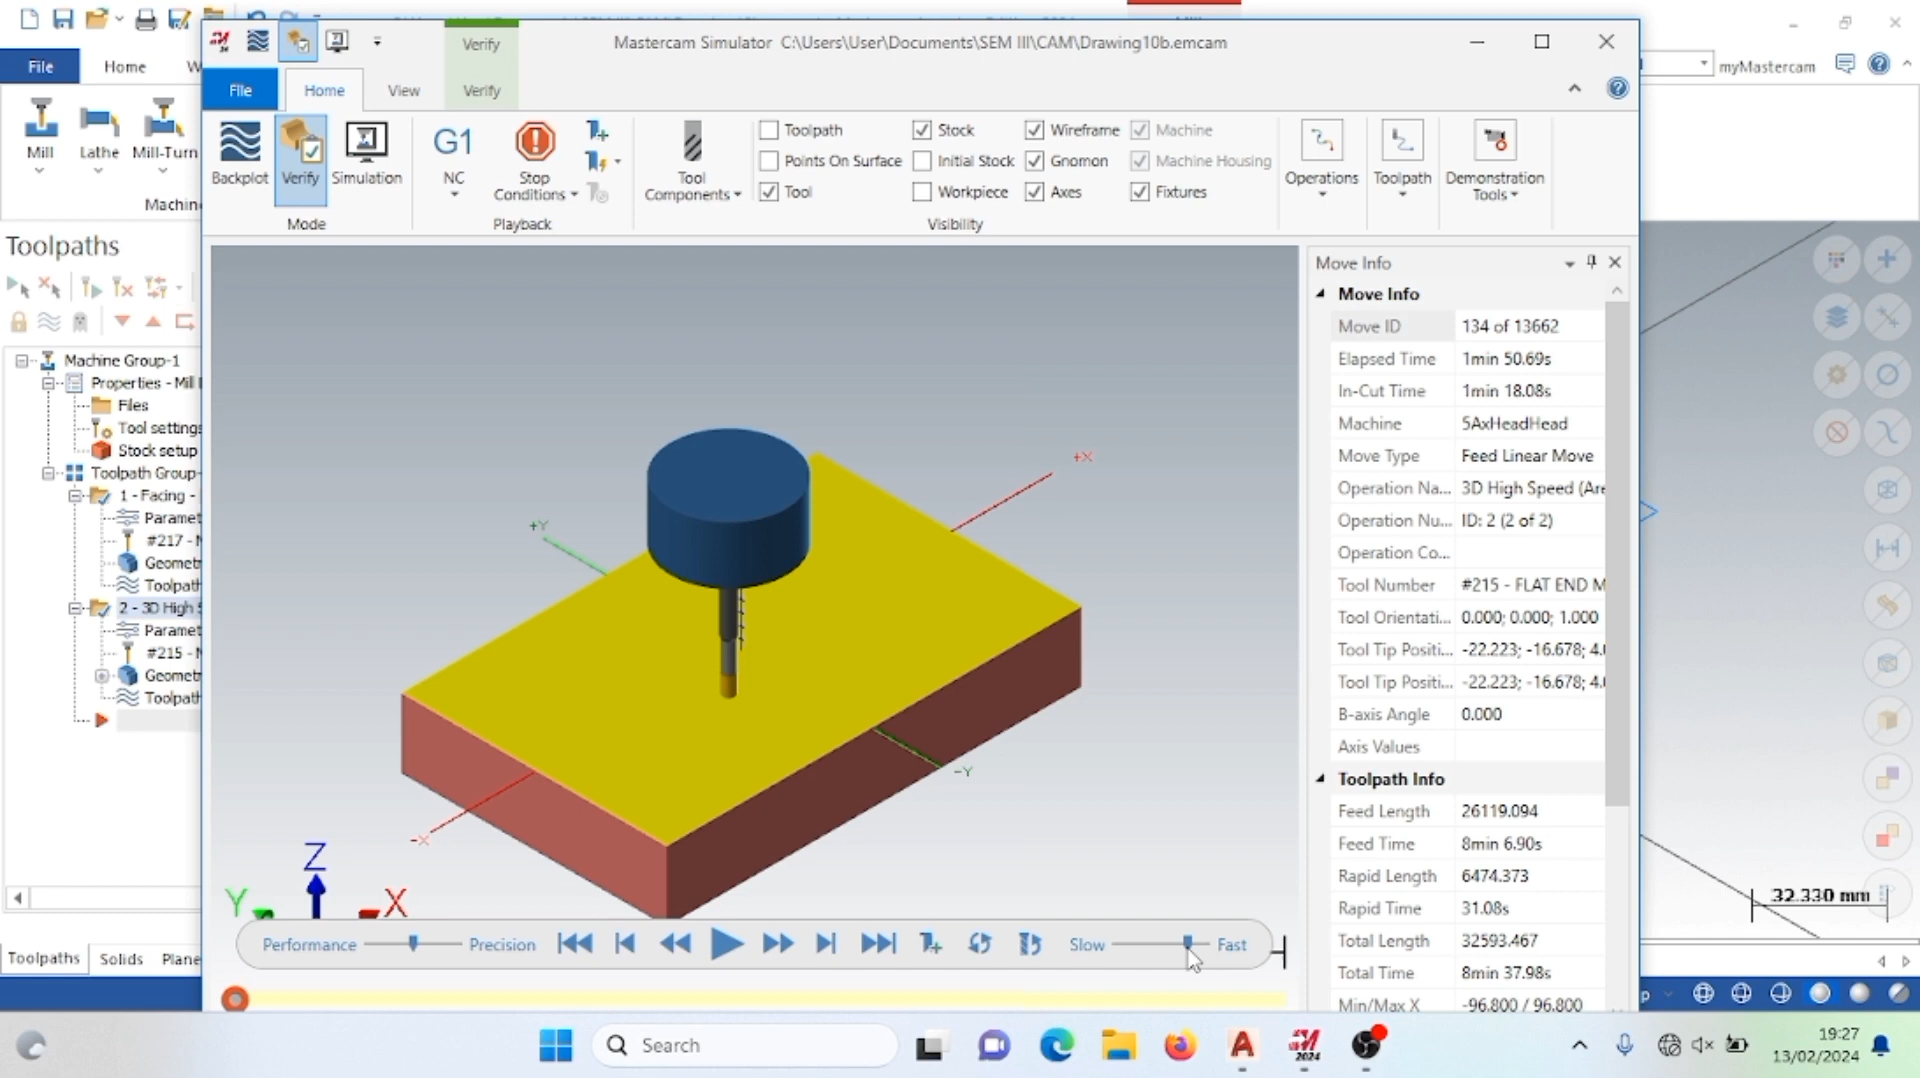 Verify
Mastercam Simulator C:\Users\User\Documents\SEM III\CAM\Drawing10b.emcam
File
Home
W
File
Home
View
Verify
myMastercam
Mill
Lathe
Mill-Turn
Machin
Backplot
Verify
Simulation
Mode
G1
NC
Stop
Conditions
Playback
Tool
Components
Toolpath
Points On Surface
Tool
Stock
Initial Stock
Workpiece
Wireframe
Gnomon
Axes
Machine
Machine Housing
Fixtures
Visibility
Operations
Toolpath
Demonstration
Tools
Toolpaths
Machine Group-1
Properties - Mill
Files
Tool settings
Stock setup
Toolpath Group-
1 - Facing -
Paramet
#217 - M
Geometr
Toolpath
2 - 3D High S
Paramet
#215 - M
Geometr
Toolpath
+X
+Y
-Y
-X
Z
Y
X
Move Info
Move Info
Move ID 134 of 13662
Elapsed Time 1min 50.69s
In-Cut Time 1min 18.08s
Machine 5AxHeadHead
Move Type Feed Linear Move
Operation Na... 3D High Speed (Are
Operation Nu... ID: 2 (2 of 2)
Operation Co...
Tool Number #215 - FLAT END M
Tool Orientati... 0.000; 0.000; 1.000
Tool Tip Positi... -22.223; -16.678; 4.0
Tool Tip Positi... -22.223; -16.678; 4.0
B-axis Angle 0.000
Axis Values
Toolpath Info
Feed Length 26119.094
Feed Time 8min 6.90s
Rapid Length 6474.373
Rapid Time 31.08s
Total Length 32593.467
Total Time 8min 37.98s
Min/Max X -96.800 / 96.800
32.330 mm
Performance
Precision
Slow
Fast
Toolpaths
Solids
Plane
Search
2024
19:27
13/02/2024